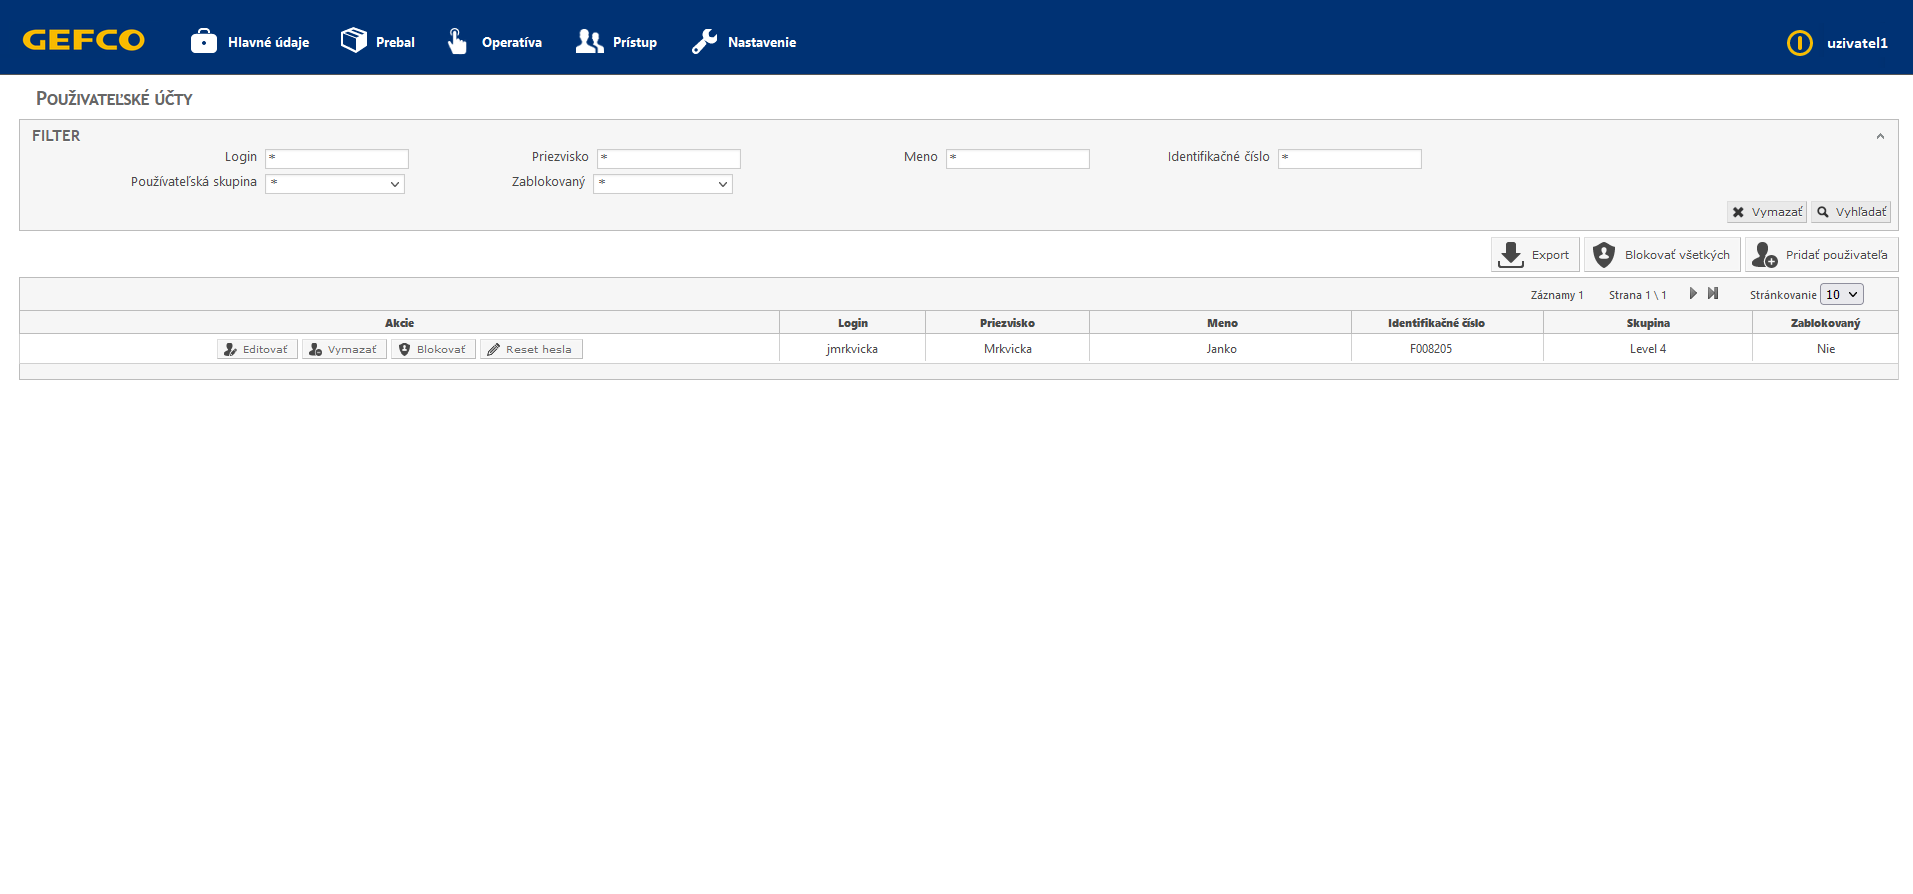 GEFCO Hlavné údaje Prebal Operatíva Prístup Nastavenie uzivatel1
Použivateľské účty
FILTER
Login * Priezvisko * Meno * Identifikačné číslo *
Používateľská skupina * Zablokovaný *
Vymazať Vyhľadať
Export Blokovať všetkých Pridať použivateľa
Záznamy 1 Strana 1 \ 1 Stránkovanie 10
Akcie Login Priezvisko Meno Identifikačné číslo Skupina Zablokovaný
Editovať Vymazať Blokovať Reset hesla jmrkvicka Mrkvicka Janko F008205 Level 4 Nie